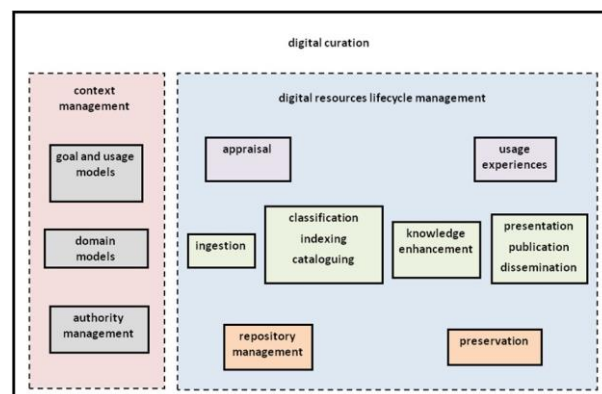 digital curation
context
management
goal and usage
models
domain
models
authority
management
digital resources lifecycle management
appraisal
usage
experiences
ingestion
classification
indexing
cataloguing
knowledge
enhancement
presentation
publication
dissemination
repository
management
preservation